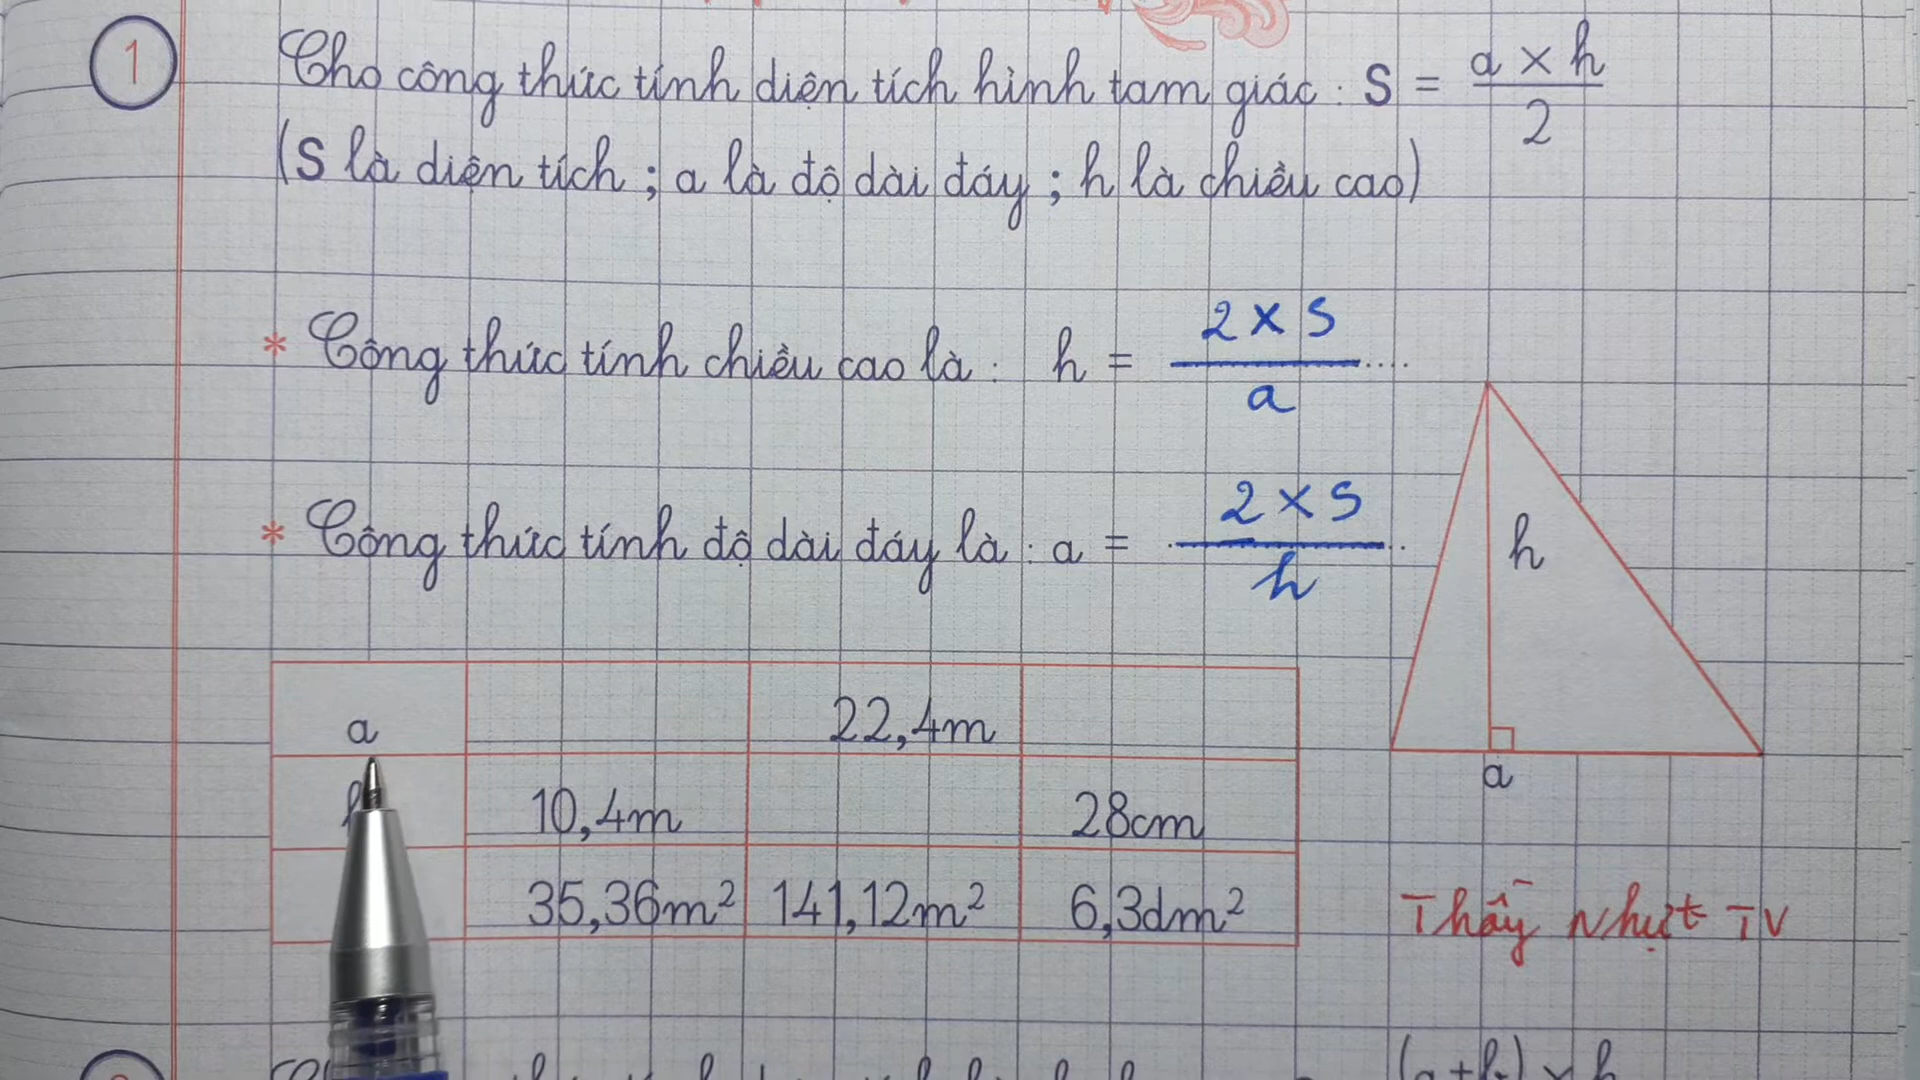 1
Cho công thức tính diện tích hình tam giác: S = a × h / 2
(S là diện tích; a là độ dài đáy; h là chiều cao)
* Công thức tính chiều cao là: h = 2 × S / a ....
* Công thức tính độ dài đáy là: a = 2 × S / h
h
a 22,4m
a
10,4m 28cm
35,36m² 141,12m² 6,3dm²
Thầy Nhựt TV